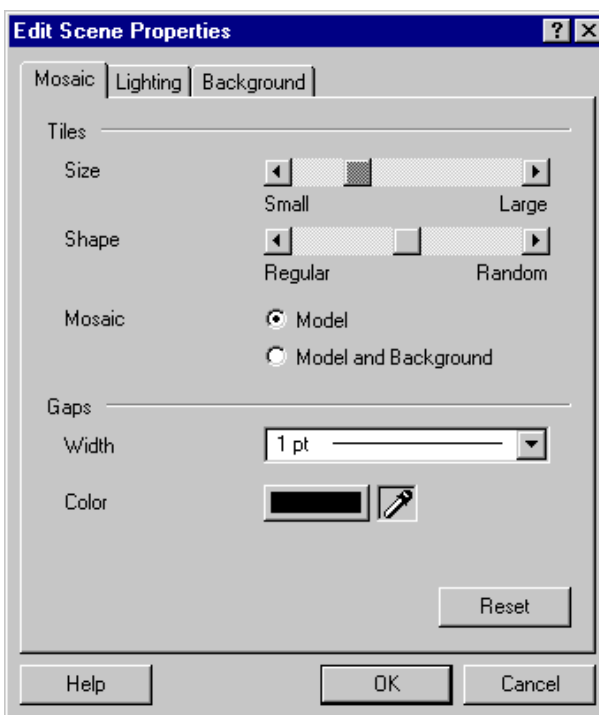 Edit Scene Properties
Mosaic Lighting Background
Tiles
Size
Small Large
Shape
Regular Random
Mosaic Model
Model and Background
Gaps
Width 1 pt
Color
Reset
Help OK Cancel